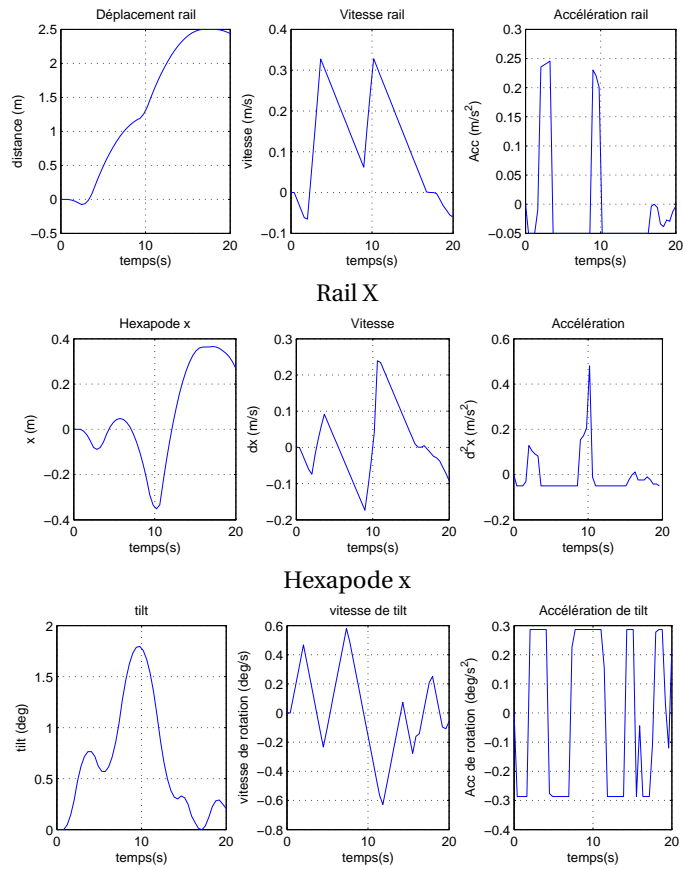 Déplacement rail
Vitesse rail
Accélération rail
2.5
2
1.5
1
0.5
0
−0.5
0
10
20
distance (m)
temps(s)
0.4
0.3
0.2
0.1
0
−0.1
0
10
20
vitesse (m/s)
temps(s)
0.3
0.25
0.2
0.15
0.1
0.05
0
−0.05
0
10
20
Acc (m/s²)
temps(s)
Rail X
Hexapode x
Vitesse
Accélération
0.4
0.2
0
−0.2
−0.4
0
10
20
x (m)
temps(s)
0.3
0.2
0.1
0
−0.1
−0.2
0
10
20
dx (m/s)
temps(s)
0.6
0.4
0.2
0
−0.2
0
10
20
d²x (m/s²)
temps(s)
Hexapode x
tilt
vitesse de tilt
Accélération de tilt
2
1.5
1
0.5
0
0
10
20
tilt (deg)
temps(s)
0.6
0.4
0.2
0
−0.2
−0.4
−0.6
−0.8
0
10
20
vitesse de rotation (deg/s)
temps(s)
0.3
0.2
0.1
0
−0.1
−0.2
−0.3
−0.4
0
10
20
Acc de rotation (deg/s²)
temps(s)